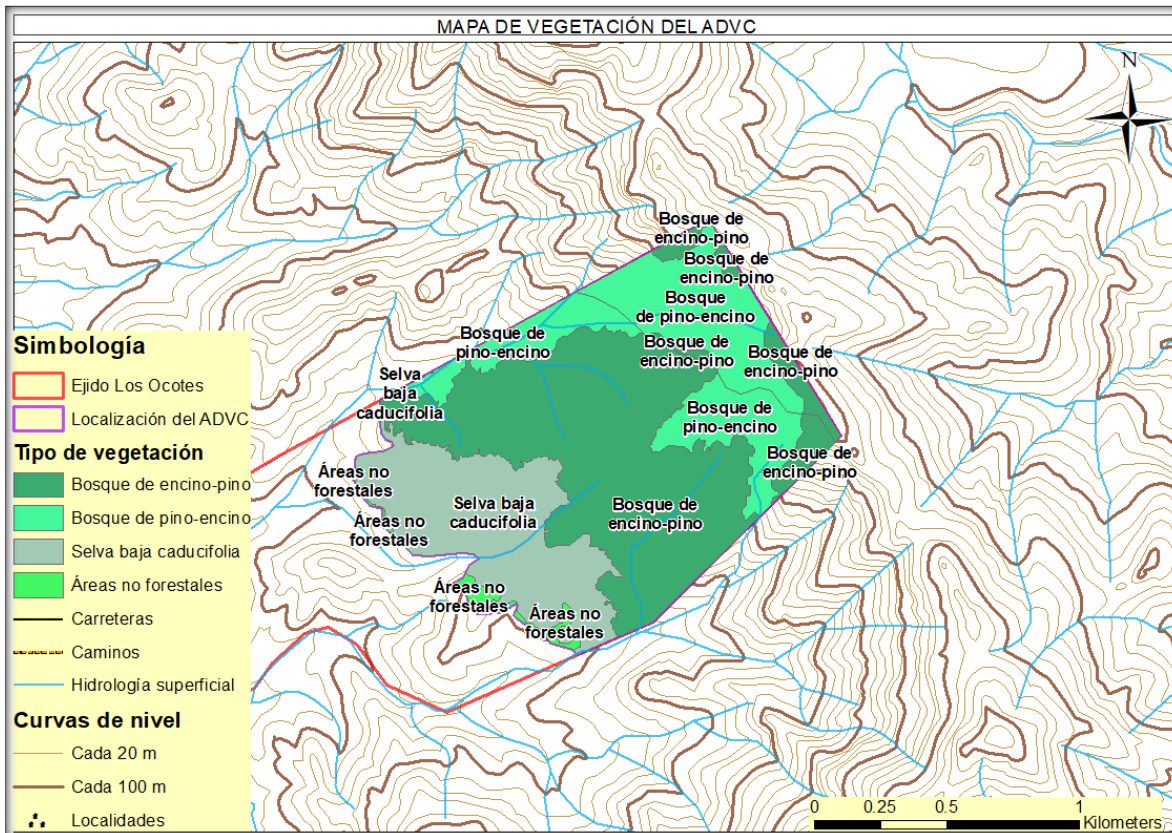 MAPA DE VEGETACIÓN DEL ADVC
N
Bosque de
encino-pino
Bosque de
encino-pino
Bosque
de pino-encino
Bosque de
pino-encino
Bosque de
encino-pino
Bosque de
encino-pino
Selva
baja
caducifolia
Bosque de
pino-encino
Bosque de
encino-pino
Áreas no
forestales
Selva baja
caducifolia
Bosque de
encino-pino
Áreas no
forestales
Áreas no
forestales
Áreas no
forestales
Simbología
Ejido Los Ocotes
Localización del ADVC
Tipo de vegetación
Bosque de encino-pino
Bosque de pino-encino
Selva baja caducifolia
Áreas no forestales
Carreteras
Caminos
Hidrología superficial
Curvas de nivel
Cada 20 m
Cada 100 m
Localidades
0 0.25 0.5 1
Kilometers